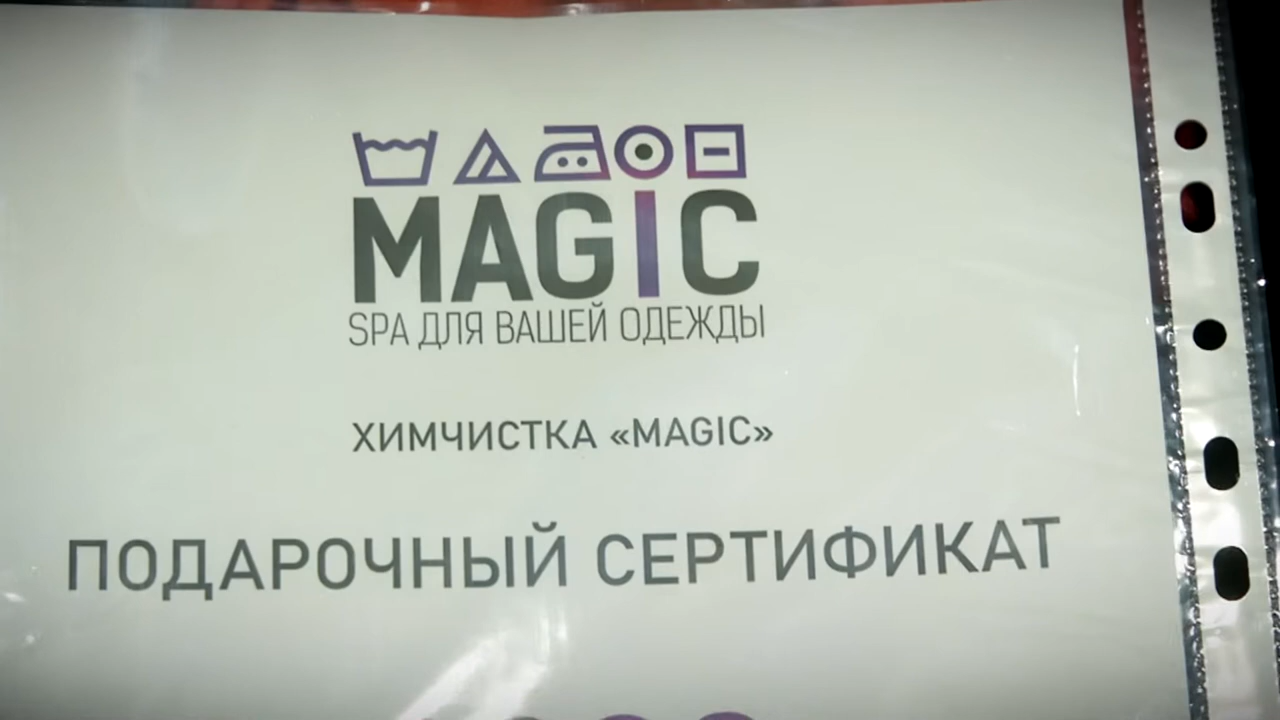 MAGIC
SPA ДЛЯ ВАШЕЙ ОДЕЖДЫ
ХИМЧИСТКА «MAGIC»
ПОДАРОЧНЫЙ СЕРТИФИКАТ